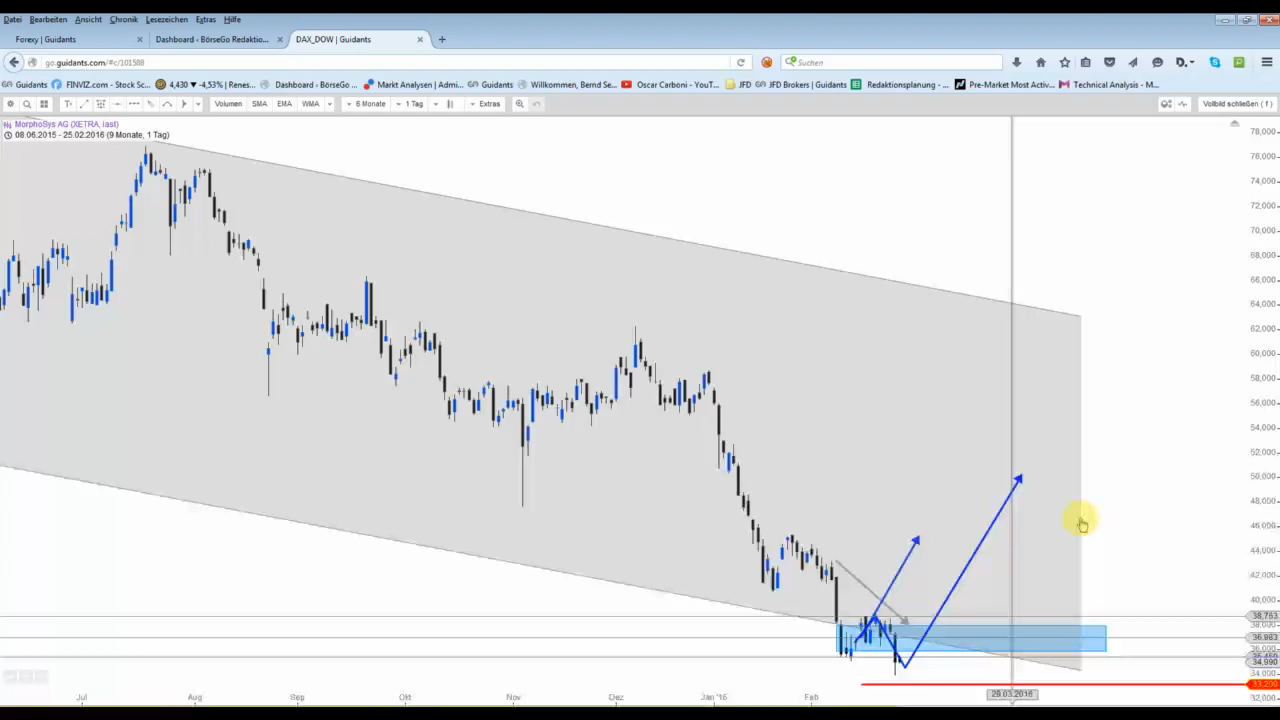 Datei Bearbeiten Ansicht Chronik Lesezeichen Extras Hilfe
Forexy | Guidants
Dashboard - BörseGo Redaktio...
DAX_DOW | Guidants
go.guidants.com/#c/101588
Suchen
Guidants FINVIZ.com - Stock Sc... 4,430 ▼ -4,53% | Renes... Dashboard - BörseGo ... Markt Analysen | Admi... Guidants Willkommen, Bernd Se... Oscar Carboni - YouT... JFD JFD Brokers | Guidants Redaktionsplanung - ... Pre-Market Most Activ... Technical Analysis - M...
Volumen SMA EMA WMA 6 Monate 1 Tag Extras Vollbild schließen ( f )
MorphoSys AG (XETRA, last)
08.06.2015 - 25.02.2016 (9 Monate, 1 Tag)
78,000
76,000
74,000
72,000
70,000
68,000
66,000
64,000
62,000
60,000
58,000
56,000
54,000
52,000
50,000
48,000
46,000
44,000
42,000
40,000
38,763
38,000
36,983
36,000
34,990
34,000
33,200
32,000
Jul Aug Sep Okt Nov Dez Jan '16 Feb 29.03.2016